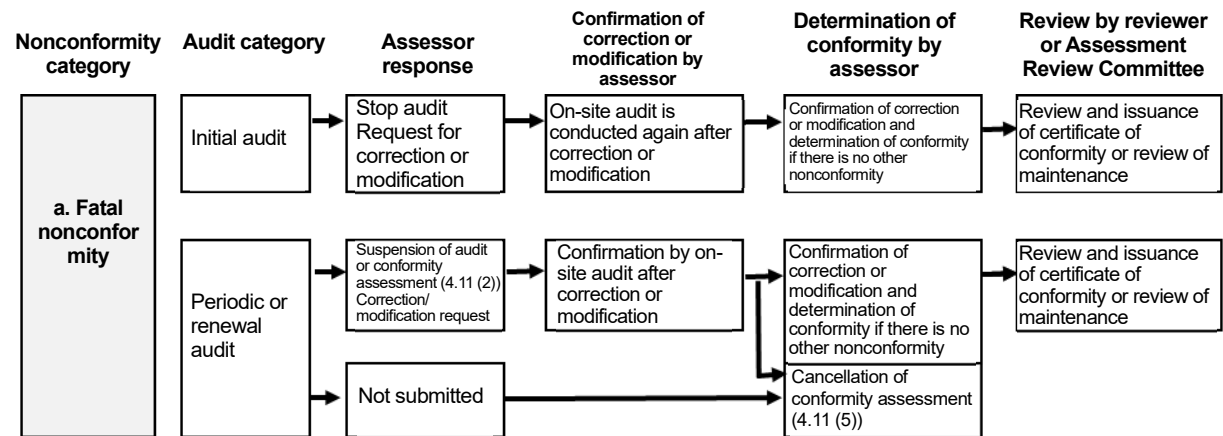 Nonconformity
category
Audit category
Assessor
response
Confirmation of
correction or
modification by
assessor
Determination of
conformity by
assessor
Review by reviewer
or Assessment
Review Committee
a. Fatal
nonconfor
mity
Initial audit
Stop audit
Request for
correction or
modification
On-site audit is
conducted again after
correction or
modification
Confirmation of correction
or modification and
determination of conformity
if there is no other
nonconformity
Review and issuance
of certificate of
conformity or review of
maintenance
Periodic or
renewal
audit
Suspension of audit
or conformity
assessment (4.11 (2))
Correction/
modification request
Confirmation by on-
site audit after
correction or
modification
Confirmation of
correction or
modification and
determination of
conformity if there is no
other nonconformity
Review and issuance
of certificate of
conformity or review of
maintenance
Not submitted
Cancellation of
conformity assessment
(4.11 (5))